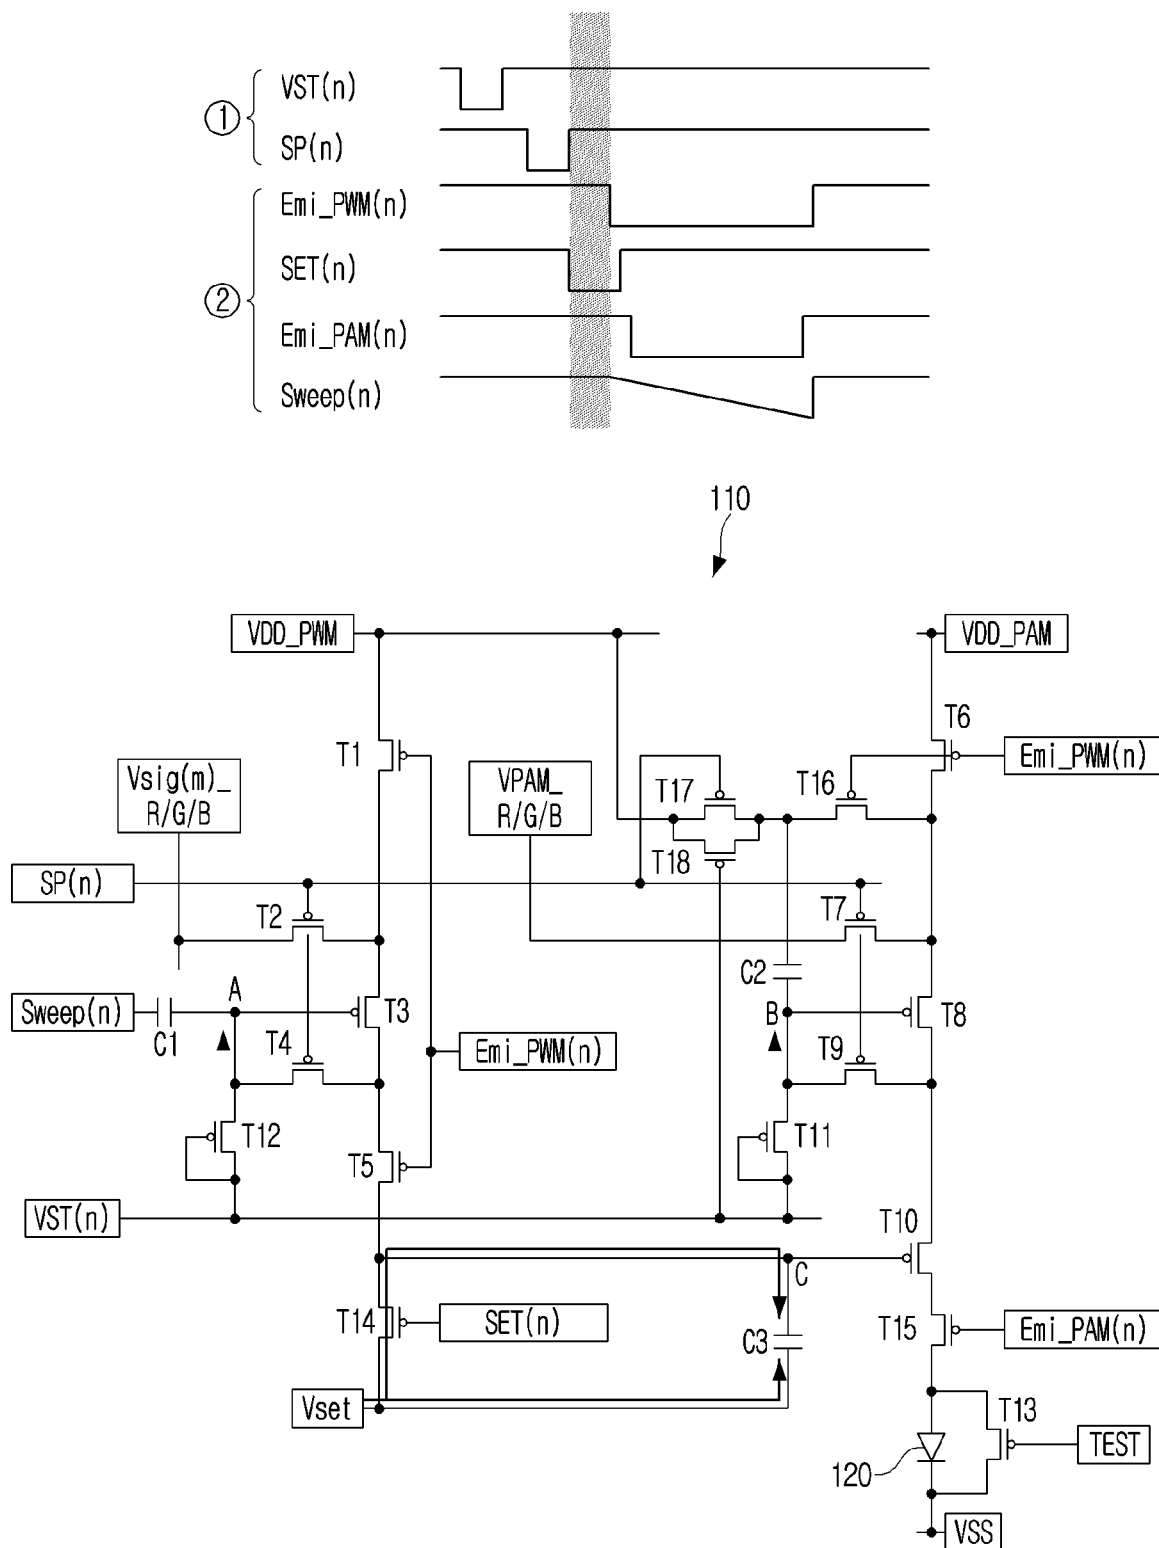 VST(n)
①
SP(n)
Emi_PWM(n)
SET(n)
②
Emi_PAM(n)
Sweep(n)
110
VDD_PWM
VDD_PAM
T6
T1
Emi_PWM(n)
Vsig(m)_
R/G/B
VPAM_
R/G/B
T17
T16
T18
SP(n)
T2
T7
C2
A
Sweep(n)
C1
T3
B
T8
T4
Emi_PWM(n)
T9
T12
T11
T5
VST(n)
T10
C
T14
SET(n)
C3
T15
Emi_PAM(n)
Vset
T13
TEST
120
VSS